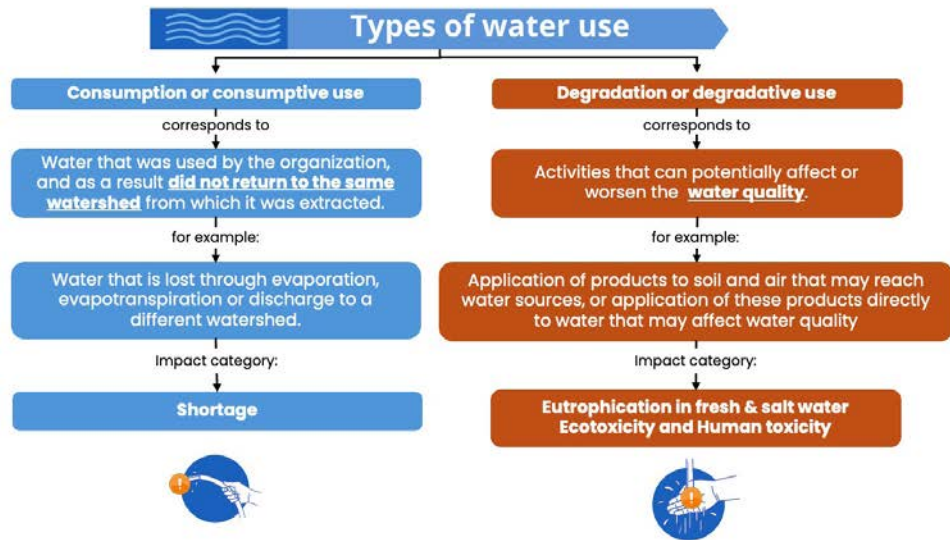 Types of water use
Consumption or consumptive use
corresponds to
Water that was used by the organization,
and as a result did not return to the same
watershed from which it was extracted.
for example:
Water that is lost through evaporation,
evapotranspiration or discharge to a
different watershed.
Impact category:
Shortage
!
Degradation or degradative use
corresponds to
Activities that can potentially affect or
worsen the water quality.
for example:
Application of products to soil and air that may reach
water sources, or application of these products directly
to water that may affect water quality
Impact category:
Eutrophication in fresh & salt water
Ecotoxicity and Human toxicity
!